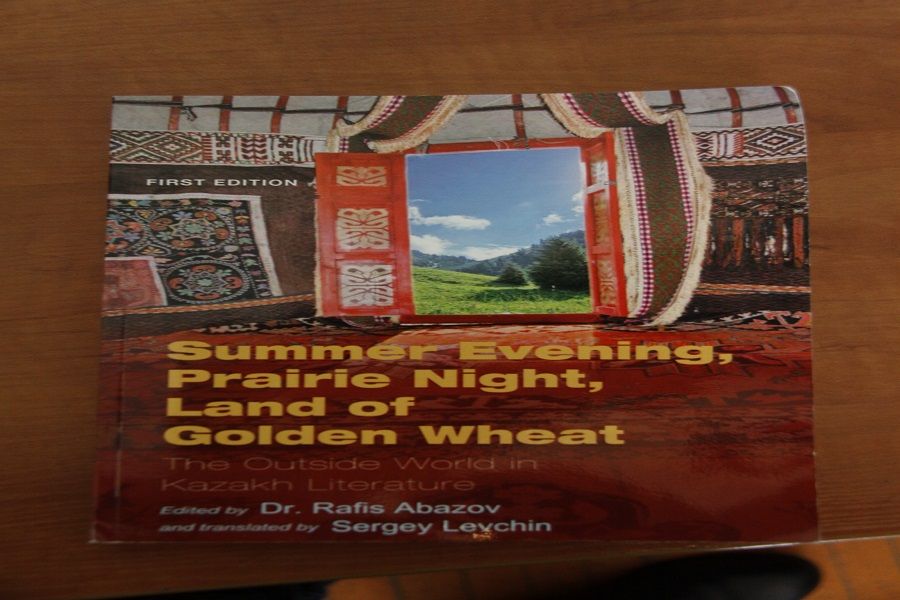 FIRST EDITION
Summer Evening,
Prairie Night,
Land of
Golden Wheat
The Outside World in
Kazakh Literature
Edited by Dr. Rafis Abazov
and translated by Sergey Levchin